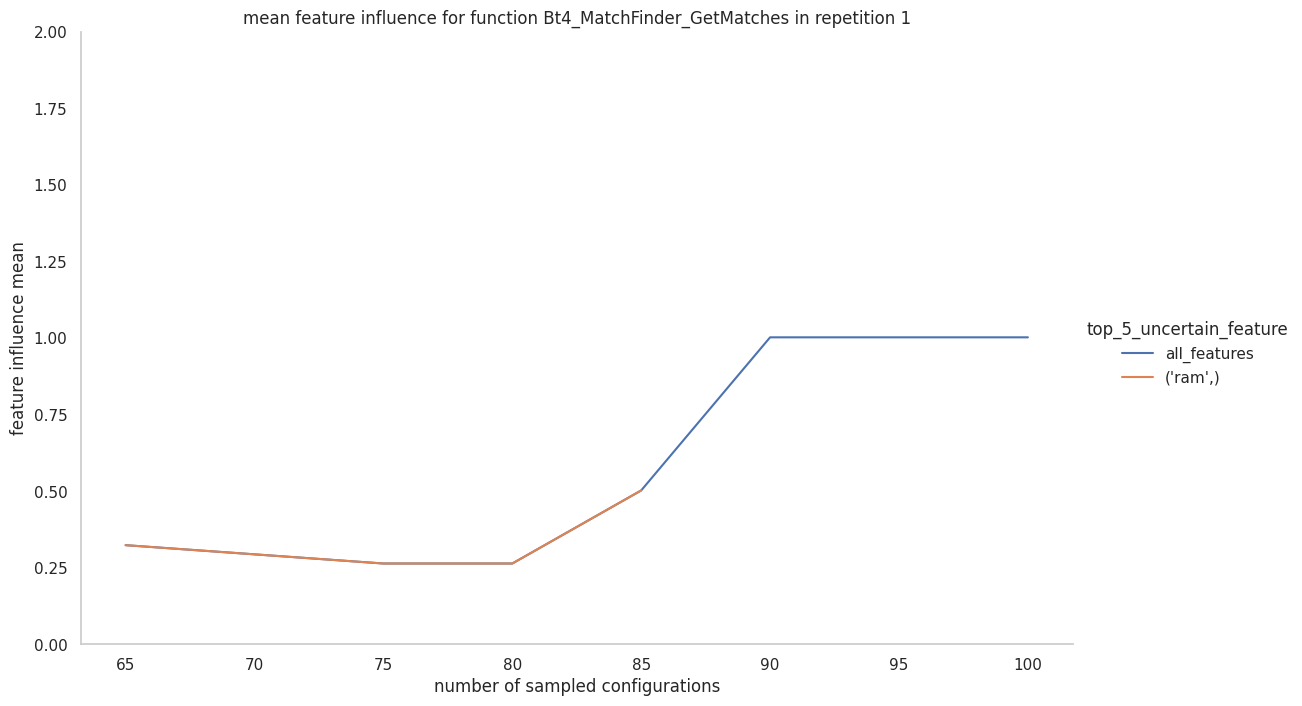 mean feature influence for function Bt4_MatchFinder_GetMatches in repetition 1
2.00
1.75
1.50
1.25
1.00
0.75
0.50
0.25
0.00
feature influence mean
65 70 75 80 85 90 95 100
number of sampled configurations
top_5_uncertain_feature
all_features
('ram',)